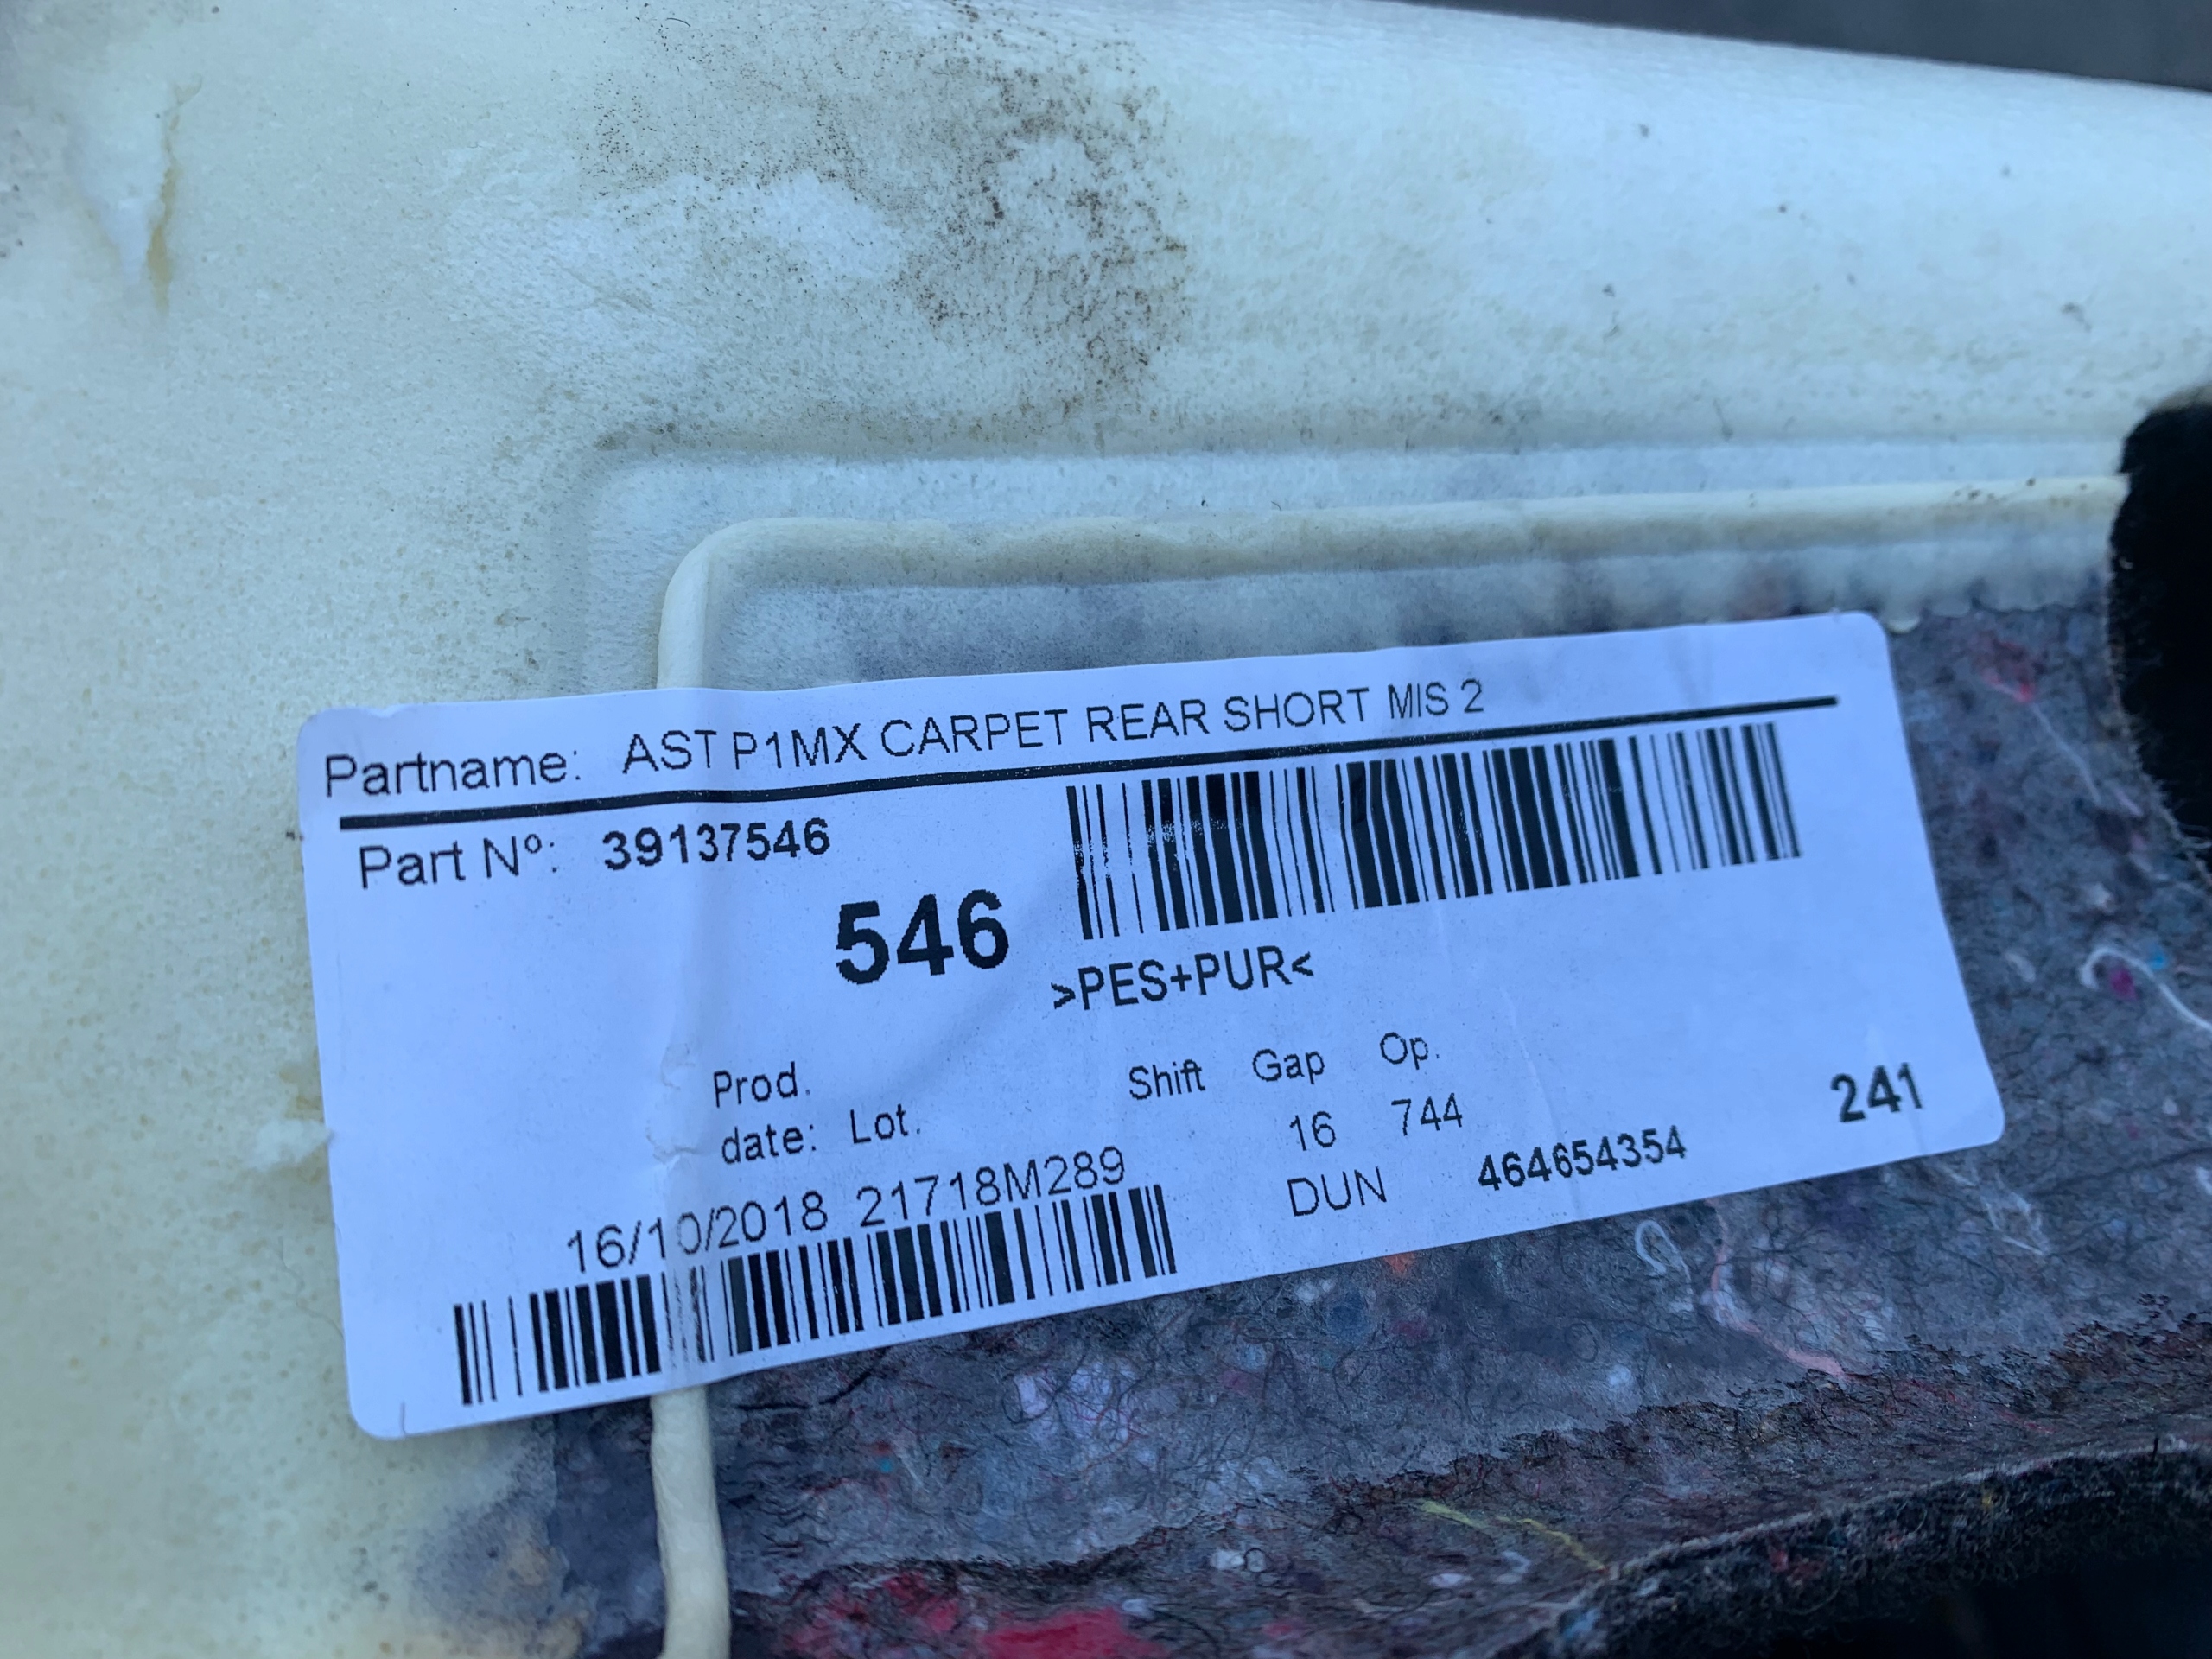 Partname: AST P1MX CARPET REAR SHORT MIS 2
Part Nº: 39137546
546
>PES+PUR<
Prod.
date: Lot. Shift Gap Op.
16 744
16/10/2018 21718M289 DUN 464654354 241